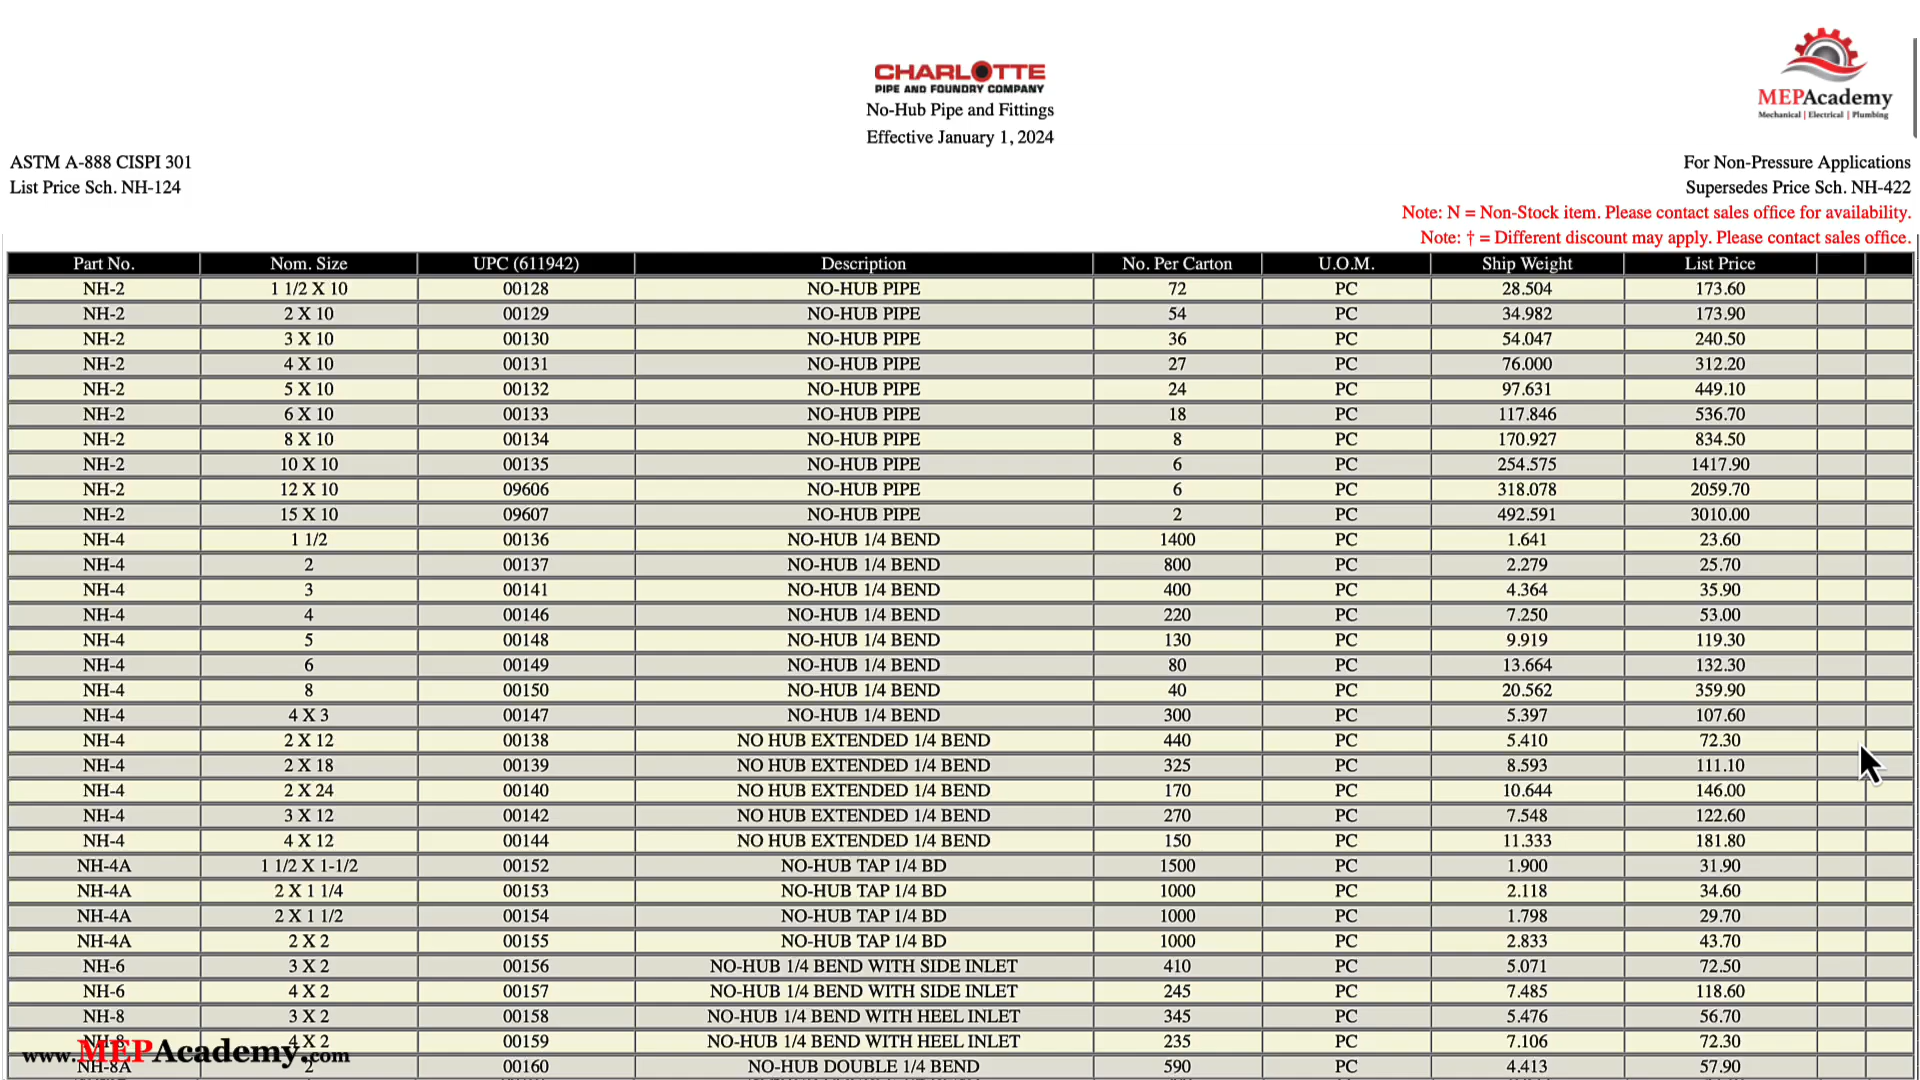 CHARLOTTE
PIPE AND FOUNDRY COMPANY
No-Hub Pipe and Fittings
Effective January 1, 2024
MEPAcademy
Mechanical | Electrical | Plumbing
ASTM A-888 CISPI 301
For Non-Pressure Applications
List Price Sch. NH-124
Supersedes Price Sch. NH-422
Note: N = Non-Stock item. Please contact sales office for availability.
Note: † = Different discount may apply. Please contact sales office.
Part No. Nom. Size UPC (611942) Description No. Per Carton U.O.M. Ship Weight List Price
NH-2 1 1/2 X 10 00128 NO-HUB PIPE 72 PC 28.504 173.60
NH-2 2 X 10 00129 NO-HUB PIPE 54 PC 34.982 173.90
NH-2 3 X 10 00130 NO-HUB PIPE 36 PC 54.047 240.50
NH-2 4 X 10 00131 NO-HUB PIPE 27 PC 76.000 312.20
NH-2 5 X 10 00132 NO-HUB PIPE 24 PC 97.631 449.10
NH-2 6 X 10 00133 NO-HUB PIPE 18 PC 117.846 536.70
NH-2 8 X 10 00134 NO-HUB PIPE 8 PC 170.927 834.50
NH-2 10 X 10 00135 NO-HUB PIPE 6 PC 254.575 1417.90
NH-2 12 X 10 09606 NO-HUB PIPE 6 PC 318.078 2059.70
NH-2 15 X 10 09607 NO-HUB PIPE 2 PC 492.591 3010.00
NH-4 1 1/2 00136 NO-HUB 1/4 BEND 1400 PC 1.641 23.60
NH-4 2 00137 NO-HUB 1/4 BEND 800 PC 2.279 25.70
NH-4 3 00141 NO-HUB 1/4 BEND 400 PC 4.364 35.90
NH-4 4 00146 NO-HUB 1/4 BEND 220 PC 7.250 53.00
NH-4 5 00148 NO-HUB 1/4 BEND 130 PC 9.919 119.30
NH-4 6 00149 NO-HUB 1/4 BEND 80 PC 13.664 132.30
NH-4 8 00150 NO-HUB 1/4 BEND 40 PC 20.562 359.90
NH-4 4 X 3 00147 NO-HUB 1/4 BEND 300 PC 5.397 107.60
NH-4 2 X 12 00138 NO HUB EXTENDED 1/4 BEND 440 PC 5.410 72.30
NH-4 2 X 18 00139 NO HUB EXTENDED 1/4 BEND 325 PC 8.593 111.10
NH-4 2 X 24 00140 NO HUB EXTENDED 1/4 BEND 170 PC 10.644 146.00
NH-4 3 X 12 00142 NO HUB EXTENDED 1/4 BEND 270 PC 7.548 122.60
NH-4 4 X 12 00144 NO HUB EXTENDED 1/4 BEND 150 PC 11.333 181.80
NH-4A 1 1/2 X 1-1/2 00152 NO-HUB TAP 1/4 BD 1500 PC 1.900 31.90
NH-4A 2 X 1 1/4 00153 NO-HUB TAP 1/4 BD 1000 PC 2.118 34.60
NH-4A 2 X 1 1/2 00154 NO-HUB TAP 1/4 BD 1000 PC 1.798 29.70
NH-4A 2 X 2 00155 NO-HUB TAP 1/4 BD 1000 PC 2.833 43.70
NH-6 3 X 2 00156 NO-HUB 1/4 BEND WITH SIDE INLET 410 PC 5.071 72.50
NH-6 4 X 2 00157 NO-HUB 1/4 BEND WITH SIDE INLET 245 PC 7.485 118.60
NH-8 3 X 2 00158 NO-HUB 1/4 BEND WITH HEEL INLET 345 PC 5.476 56.70
NH-8 4 X 2 00159 NO-HUB 1/4 BEND WITH HEEL INLET 235 PC 7.106 72.30
www.MEPAcademy.com
NH-8A 2 00160 NO-HUB DOUBLE 1/4 BEND 590 PC 4.413 57.90